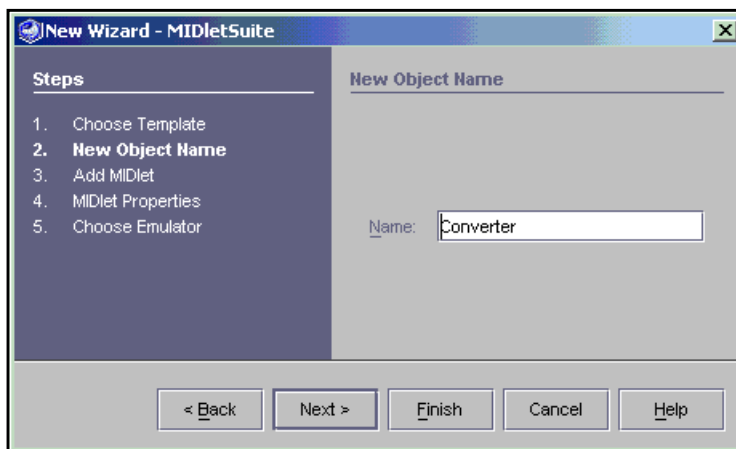 New Wizard - MIDletSuite
Steps
1. Choose Template
2. New Object Name
3. Add MIDlet
4. MIDlet Properties
5. Choose Emulator
New Object Name
Name: Converter
< Back Next > Finish Cancel Help